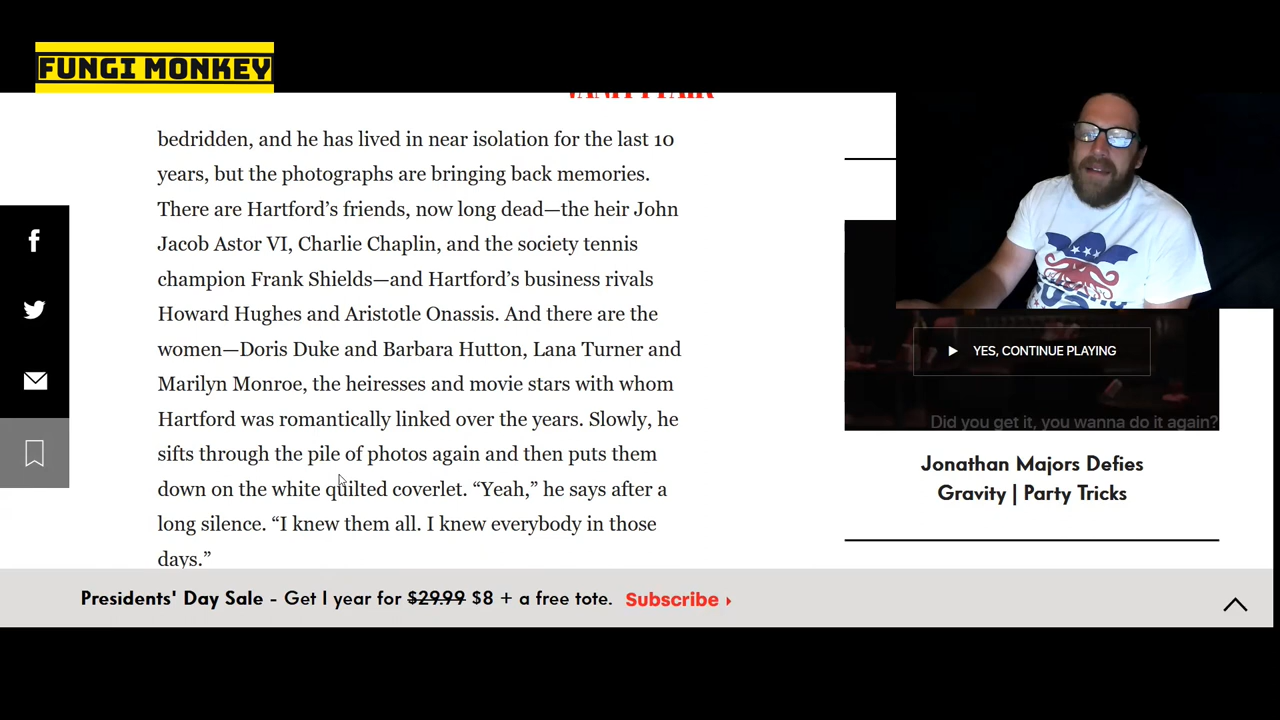 FUNGI MONKEY
VANITY FAIR
bedridden, and he has lived in near isolation for the last 10
years, but the photographs are bringing back memories.
There are Hartford’s friends, now long dead—the heir John
Jacob Astor VI, Charlie Chaplin, and the society tennis
champion Frank Shields—and Hartford’s business rivals
Howard Hughes and Aristotle Onassis. And there are the
women—Doris Duke and Barbara Hutton, Lana Turner and
Marilyn Monroe, the heiresses and movie stars with whom
Hartford was romantically linked over the years. Slowly, he
sifts through the pile of photos again and then puts them
down on the white quilted coverlet. “Yeah,” he says after a
long silence. “I knew them all. I knew everybody in those
days.”
YES, CONTINUE PLAYING
Did you get it, you wanna do it again?
Jonathan Majors Defies
Gravity | Party Tricks
Presidents' Day Sale - Get 1 year for $29.99 $8 + a free tote. Subscribe